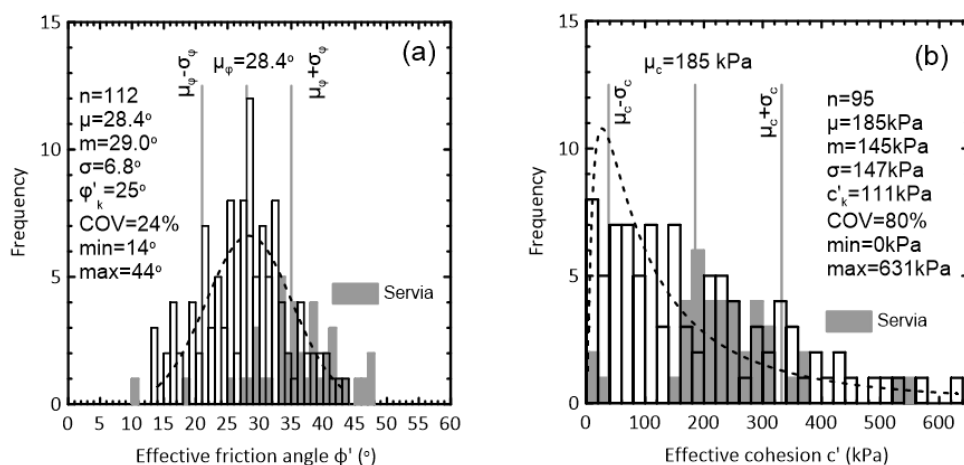 (a)
μφ-σφ
μφ=28.4°
μφ+σφ
n=112
μ=28.4°
m=29.0°
σ=6.8°
φ'k=25°
COV=24%
min=14°
max=44°
Servia
Frequency
15
10
5
0
0 5 10 15 20 25 30 35 40 45 50 55 60
Effective friction angle ϕ' (°)
(b)
μc=185 kPa
μc-σc
μc+σc
n=95
μ=185kPa
m=145kPa
σ=147kPa
c'k=111kPa
COV=80%
min=0kPa
max=631kPa
Servia
Frequency
15
10
5
0
0 100 200 300 400 500 600
Effective cohesion c' (kPa)